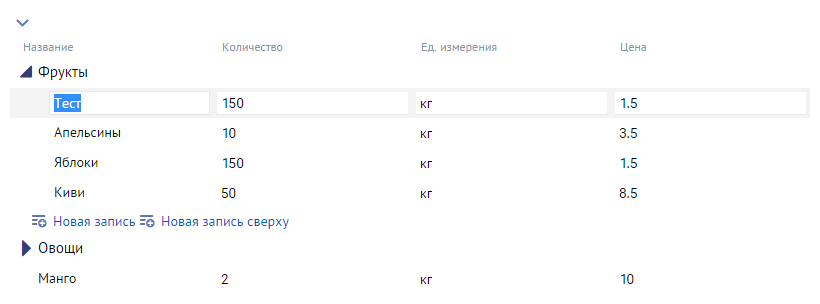 Название Количество Ед. измерения Цена
Фрукты
Тест 150 кг 1.5
Апельсины 10 кг 3.5
Яблоки 150 кг 1.5
Киви 50 кг 8.5
Новая запись Новая запись сверху
Овощи
Манго 2 кг 10